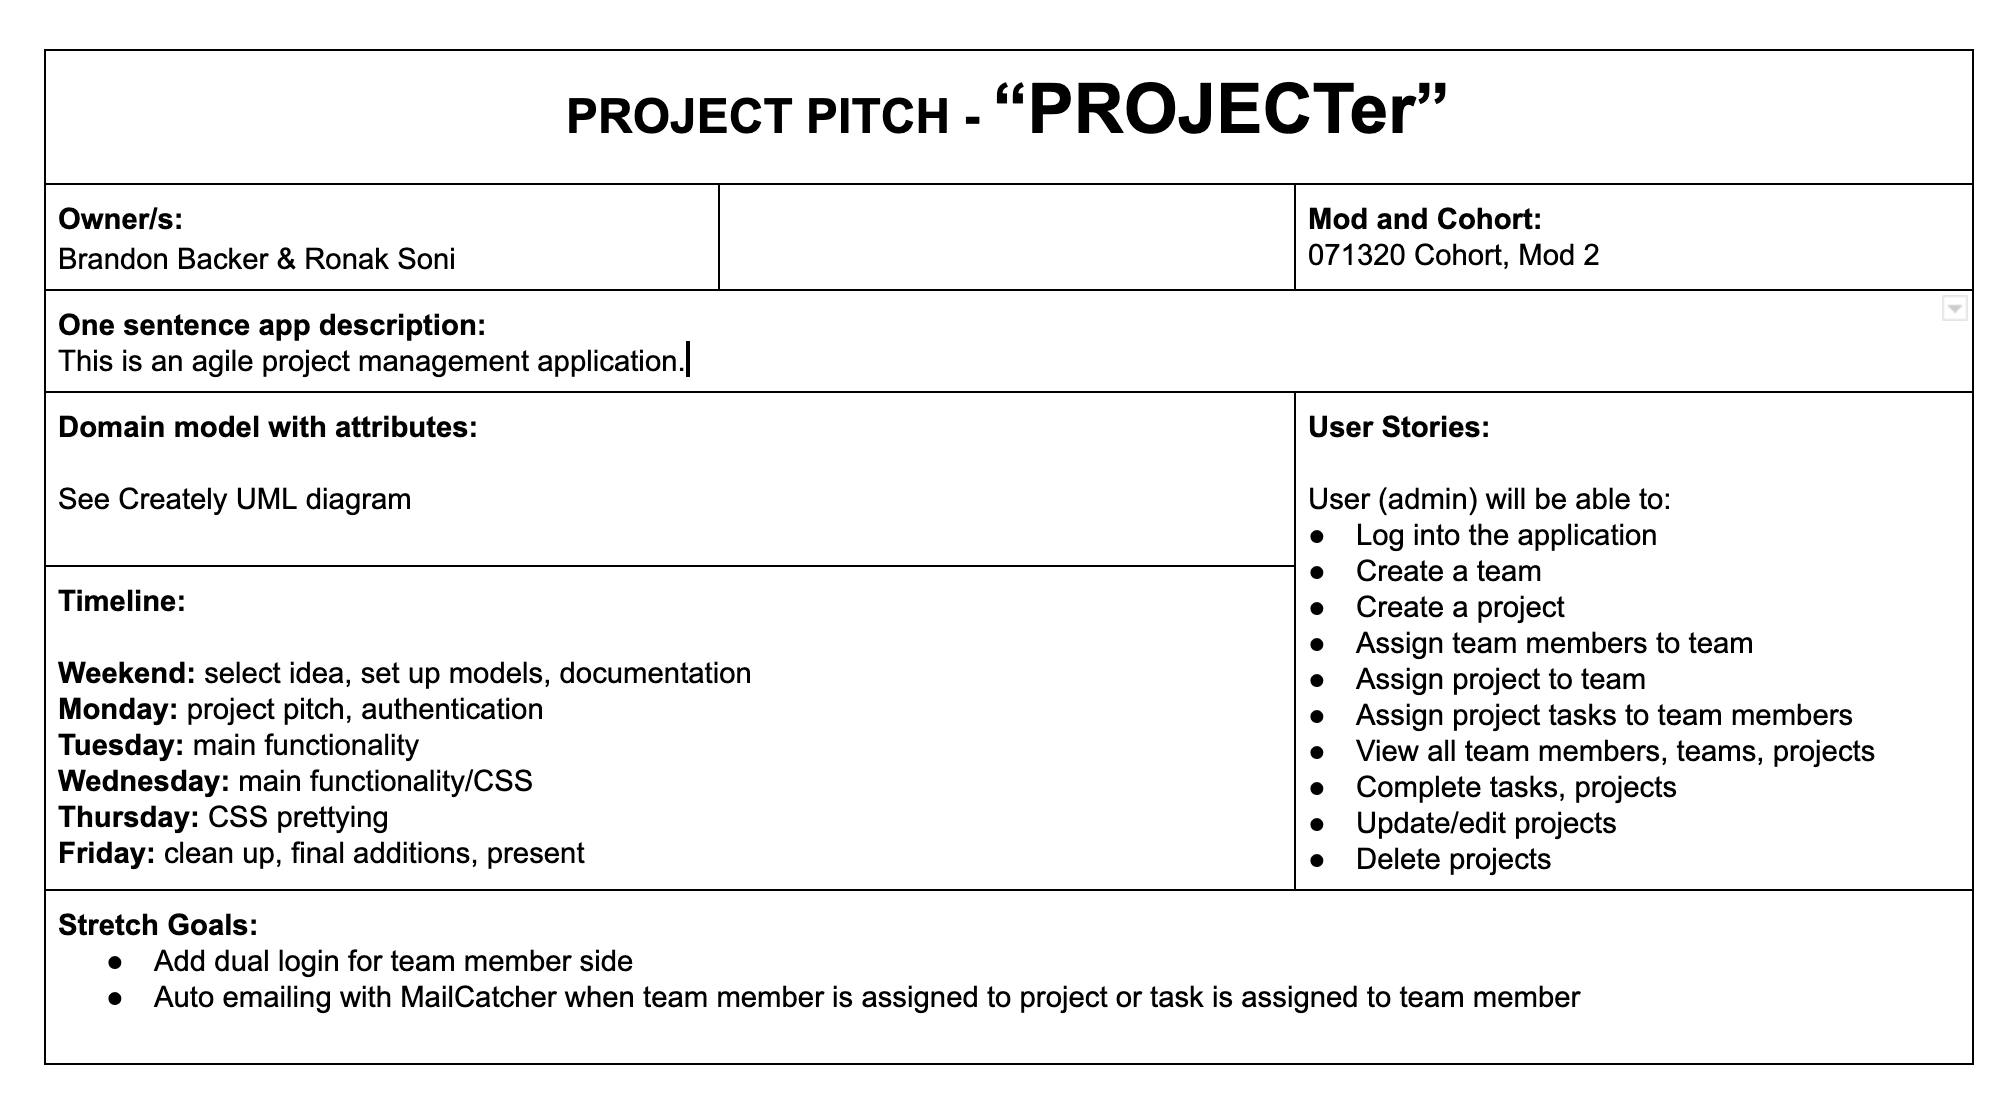 PROJECT PITCH - “PROJECTer”
Owner/s:
Brandon Backer & Ronak Soni
Mod and Cohort:
071320 Cohort, Mod 2
One sentence app description:
This is an agile project management application.
Domain model with attributes:
See Creately UML diagram
Timeline:
Weekend: select idea, set up models, documentation
Monday: project pitch, authentication
Tuesday: main functionality
Wednesday: main functionality/CSS
Thursday: CSS prettying
Friday: clean up, final additions, present
User Stories:
User (admin) will be able to:
● Log into the application
● Create a team
● Create a project
● Assign team members to team
● Assign project to team
● Assign project tasks to team members
● View all team members, teams, projects
● Complete tasks, projects
● Update/edit projects
● Delete projects
Stretch Goals:
● Add dual login for team member side
● Auto emailing with MailCatcher when team member is assigned to project or task is assigned to team member